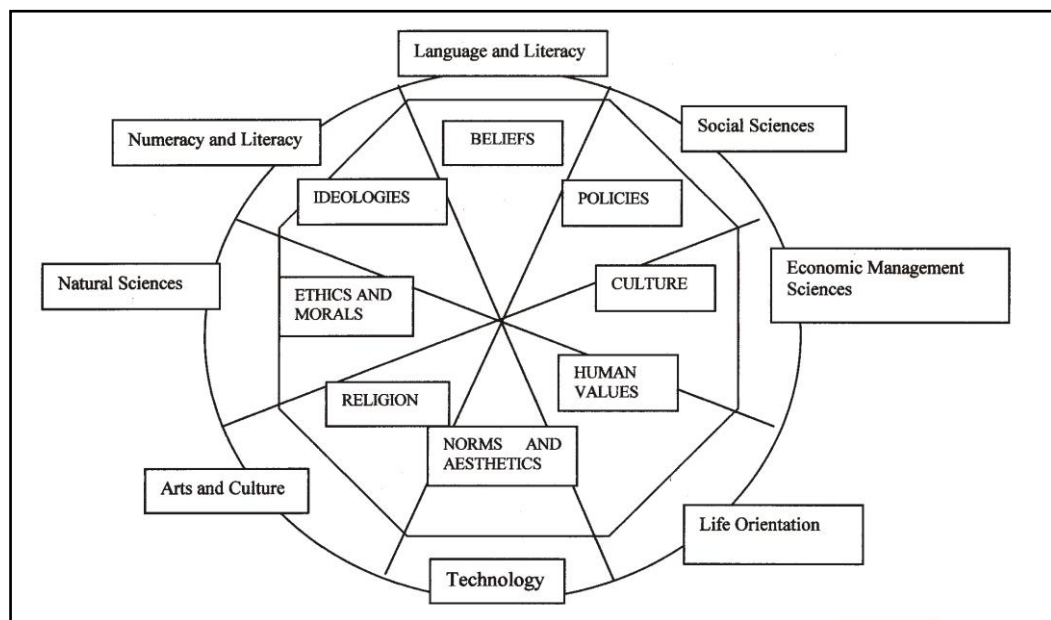 Language and Literacy
Numeracy and Literacy
Social Sciences
BELIEFS
IDEOLOGIES
POLICIES
Natural Sciences
ETHICS AND
MORALS
CULTURE
Economic Management
Sciences
RELIGION
HUMAN
VALUES
NORMS AND
AESTHETICS
Arts and Culture
Life Orientation
Technology